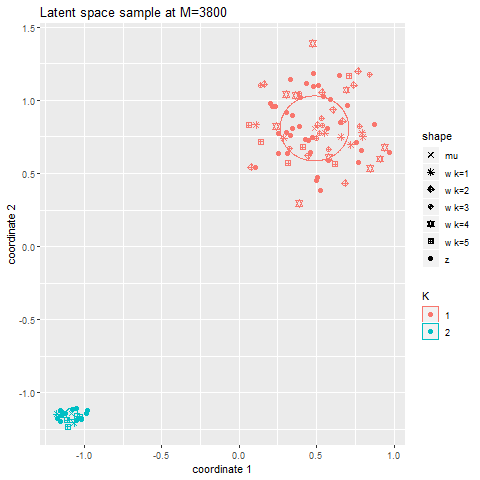 Latent space sample at M=3800
1.5
1.0
0.5
0.0
-0.5
-1.0
coordinate 2
-1.0
-0.5
0.0
0.5
1.0
coordinate 1
shape
mu
w k=1
w k=2
w k=3
w k=4
w k=5
z
K
1
2